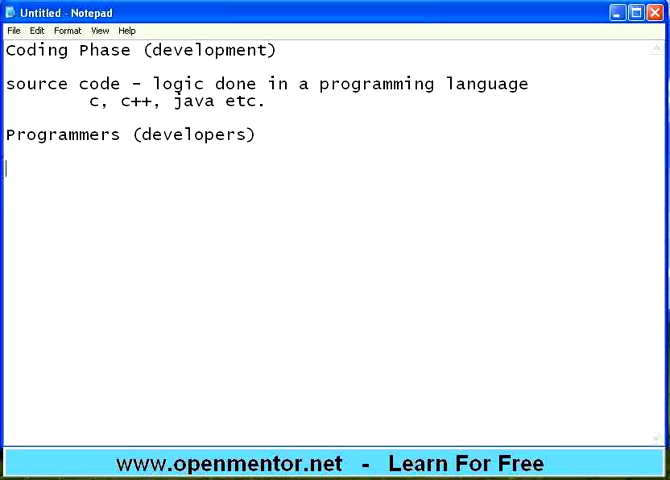 Untitled - Notepad
File Edit Format View Help
Coding Phase (development)
source code – logic done in a programming language
c, c++, java etc.
Programmers (developers)
www.openmentor.net - Learn For Free